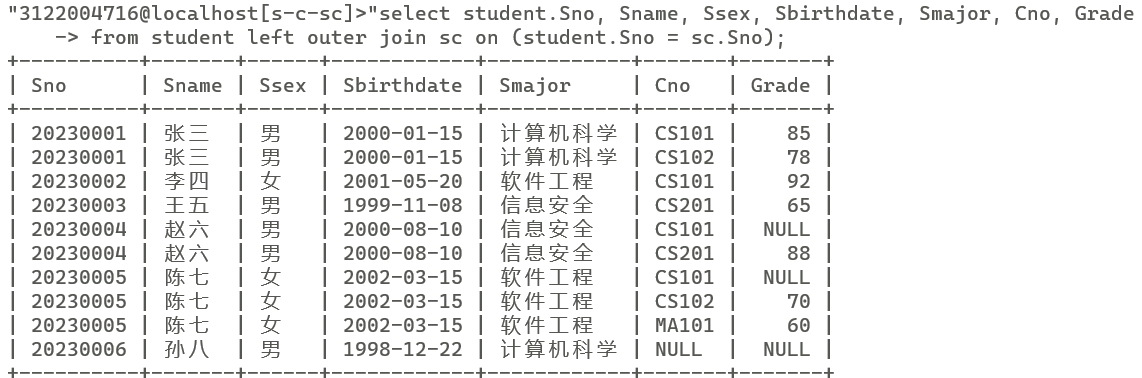 "3122004716@localhost[s-c-sc]>"select student.Sno, Sname, Ssex, Sbirthdate, Smajor, Cno, Grade
    -> from student left outer join sc on (student.Sno = sc.Sno);
+----------+-------+------+------------+------------+-------+-------+
| Sno      | Sname | Ssex | Sbirthdate | Smajor     | Cno   | Grade |
+----------+-------+------+------------+------------+-------+-------+
| 20230001 | 张三  | 男   | 2000-01-15 | 计算机科学 | CS101 |    85 |
| 20230001 | 张三  | 男   | 2000-01-15 | 计算机科学 | CS102 |    78 |
| 20230002 | 李四  | 女   | 2001-05-20 | 软件工程   | CS101 |    92 |
| 20230003 | 王五  | 男   | 1999-11-08 | 信息安全   | CS201 |    65 |
| 20230004 | 赵六  | 男   | 2000-08-10 | 信息安全   | CS101 |  NULL |
| 20230004 | 赵六  | 男   | 2000-08-10 | 信息安全   | CS201 |    88 |
| 20230005 | 陈七  | 女   | 2002-03-15 | 软件工程   | CS101 |  NULL |
| 20230005 | 陈七  | 女   | 2002-03-15 | 软件工程   | CS102 |    70 |
| 20230005 | 陈七  | 女   | 2002-03-15 | 软件工程   | MA101 |    60 |
| 20230006 | 孙八  | 男   | 1998-12-22 | 计算机科学 | NULL  |  NULL |
+----------+-------+------+------------+------------+-------+-------+